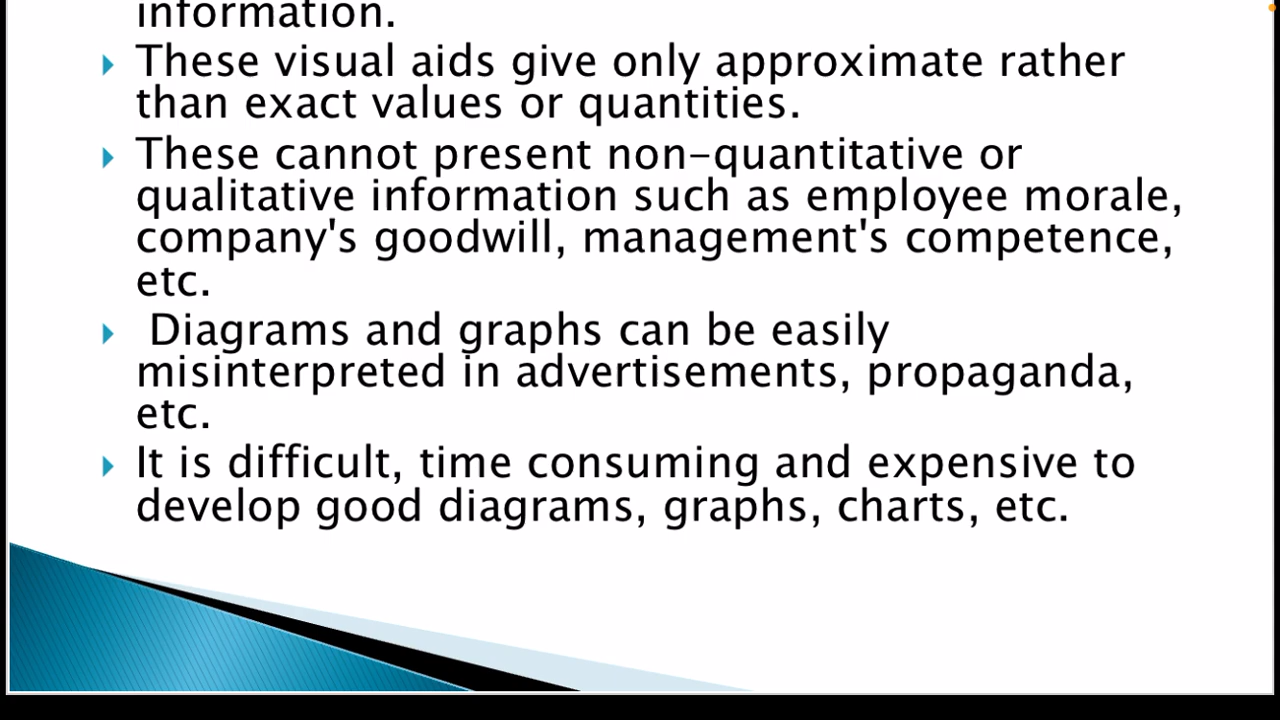 information.
These visual aids give only approximate rather
than exact values or quantities.
These cannot present non-quantitative or
qualitative information such as employee morale,
company's goodwill, management's competence,
etc.
Diagrams and graphs can be easily
misinterpreted in advertisements, propaganda,
etc.
It is difficult, time consuming and expensive to
develop good diagrams, graphs, charts, etc.